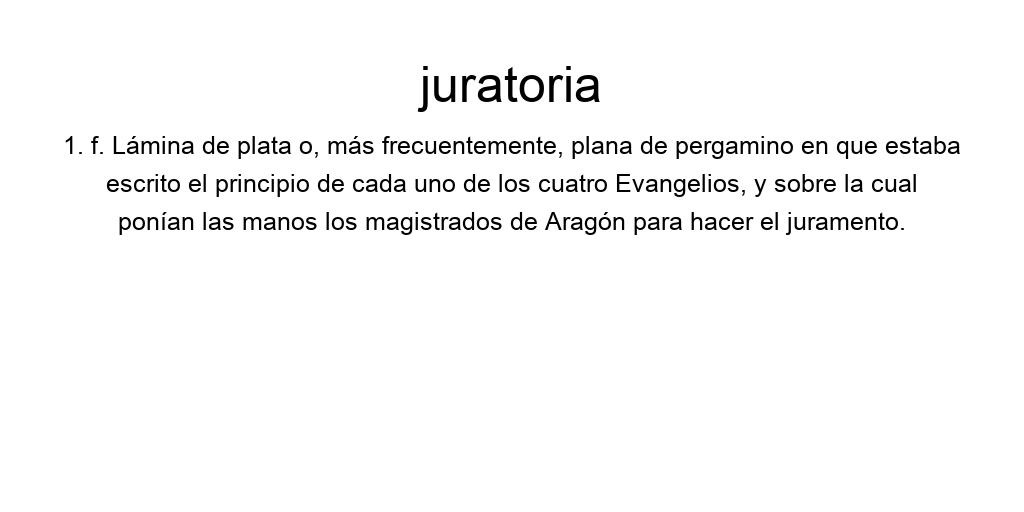 juratoria
1. f. Lámina de plata o, más frecuentemente, plana de pergamino en que estaba
escrito el principio de cada uno de los cuatro Evangelios, y sobre la cual
ponían las manos los magistrados de Aragón para hacer el juramento.